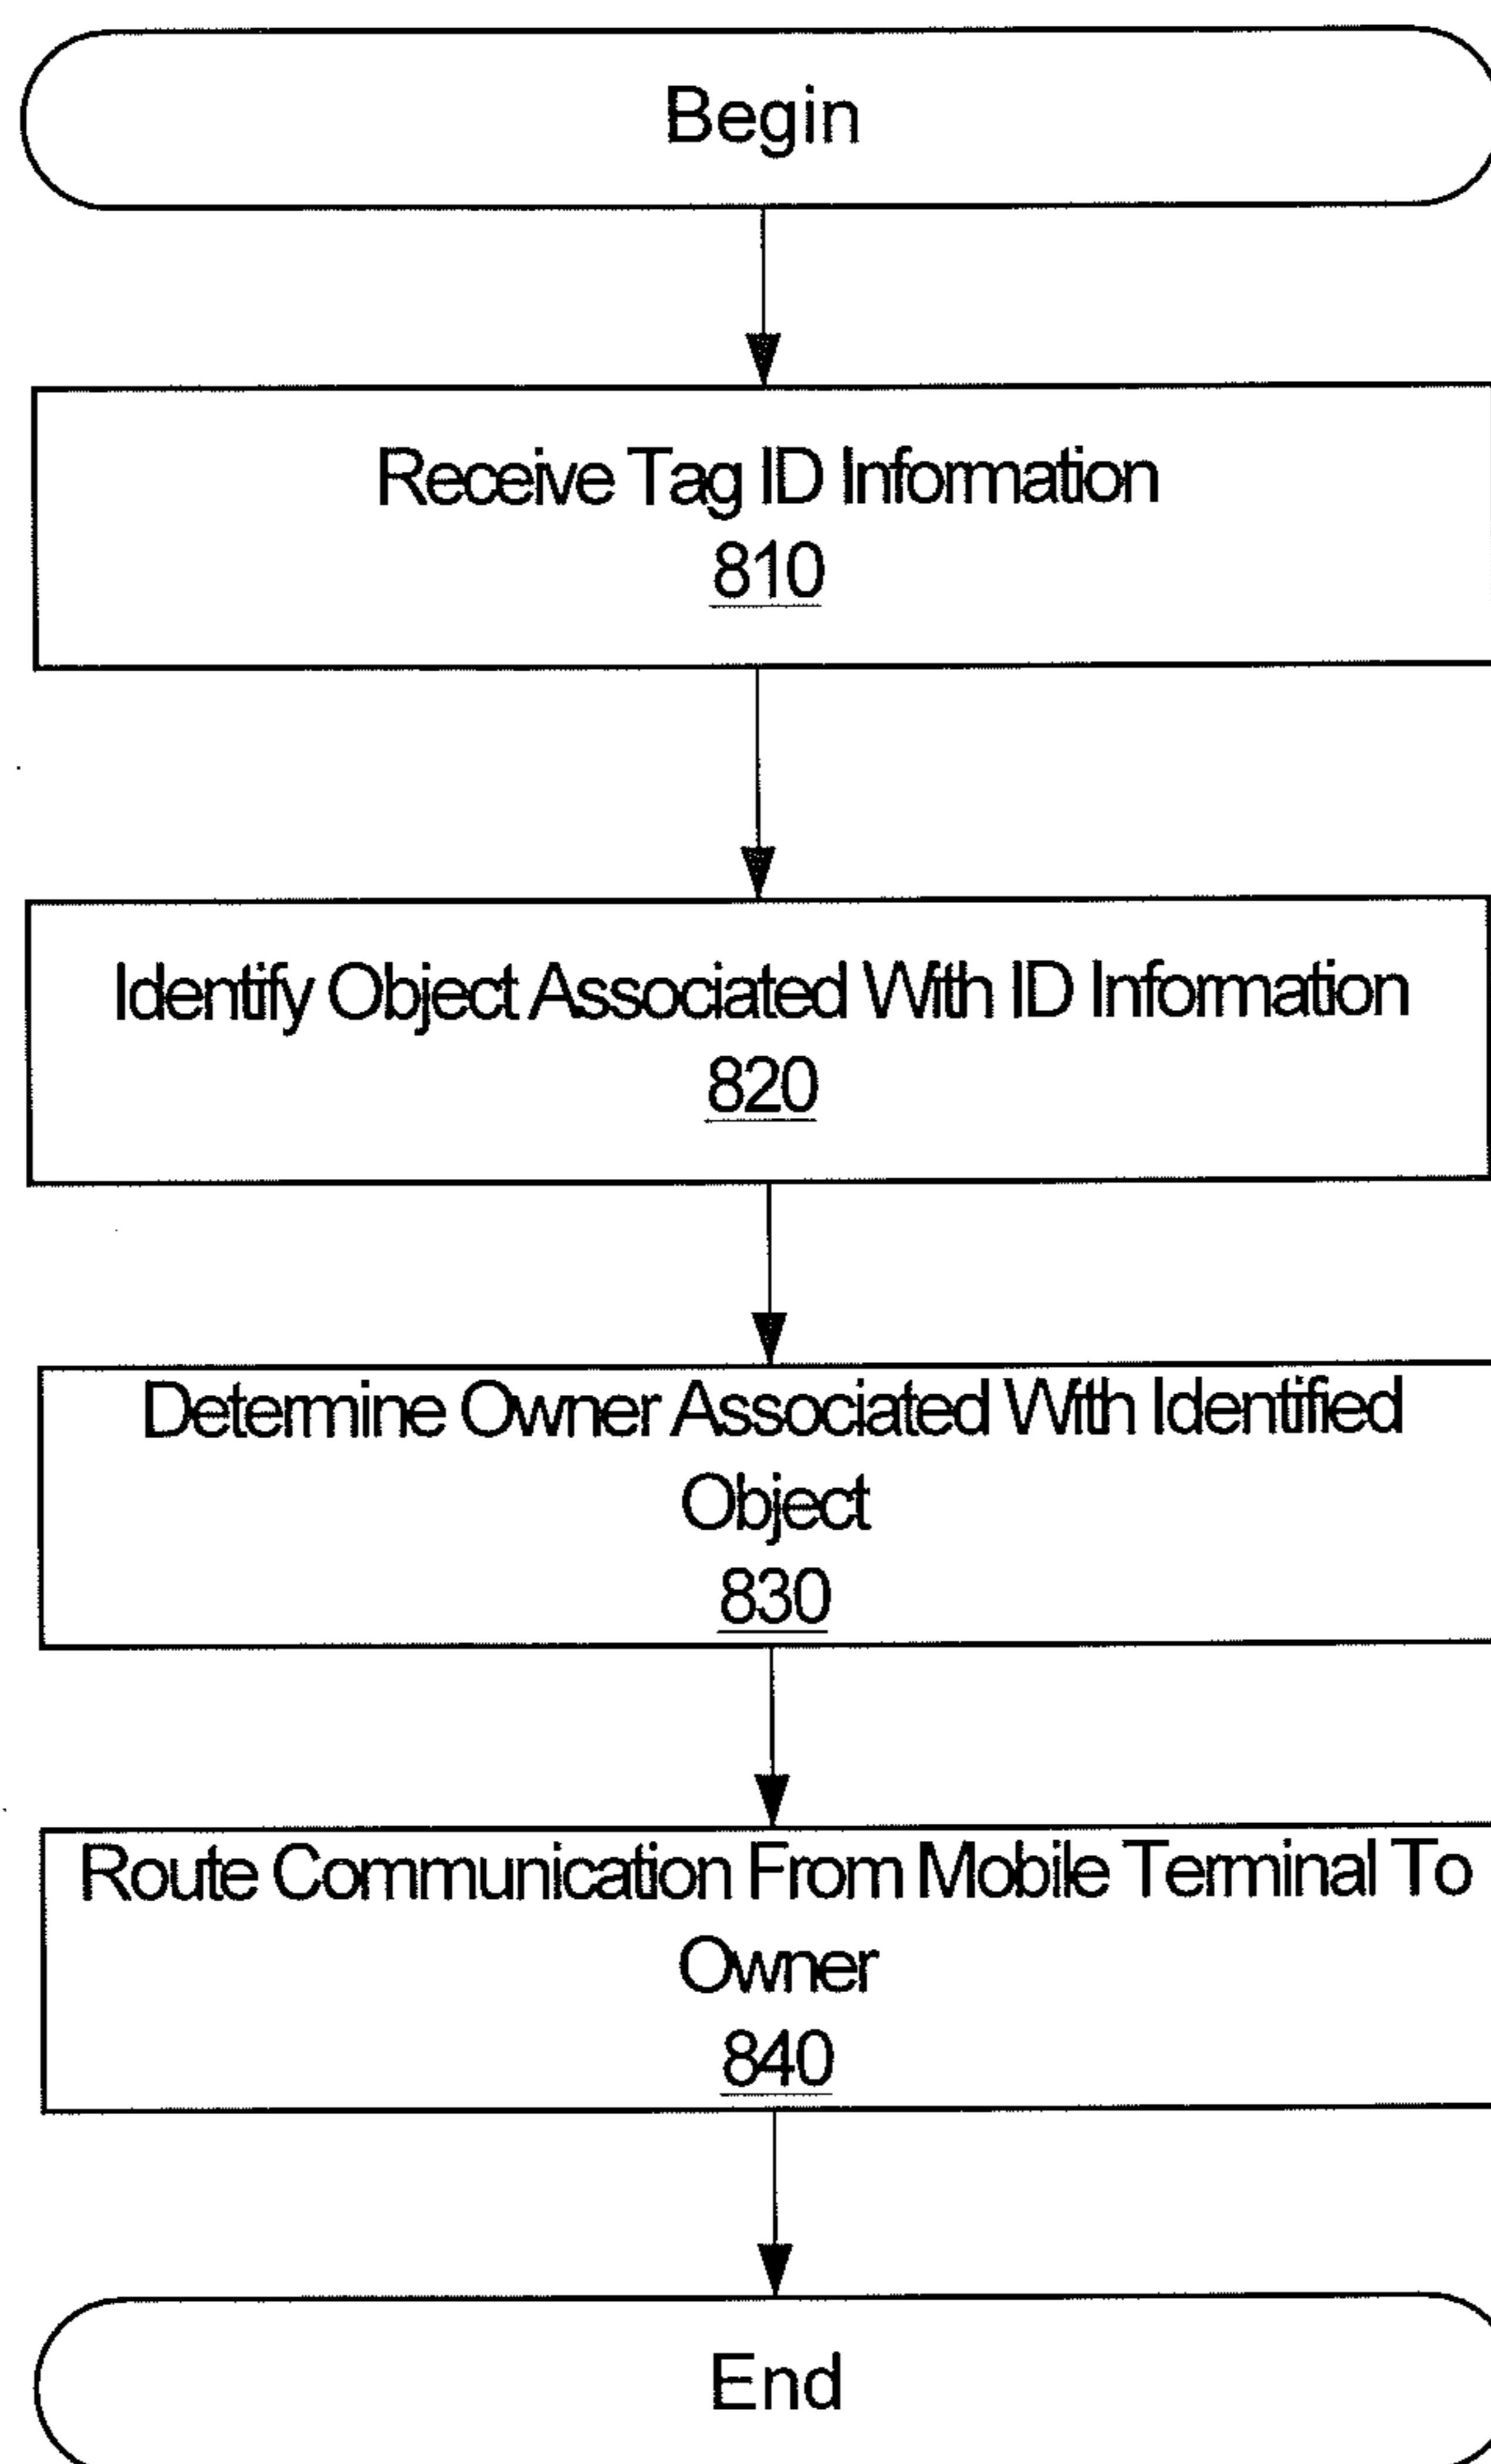 Begin
Receive Tag ID Information
810
Identify Object Associated With ID Information
820
Determine Owner Associated With Identified
Object
830
Route Communication From Mobile Terminal To
Owner
840
End